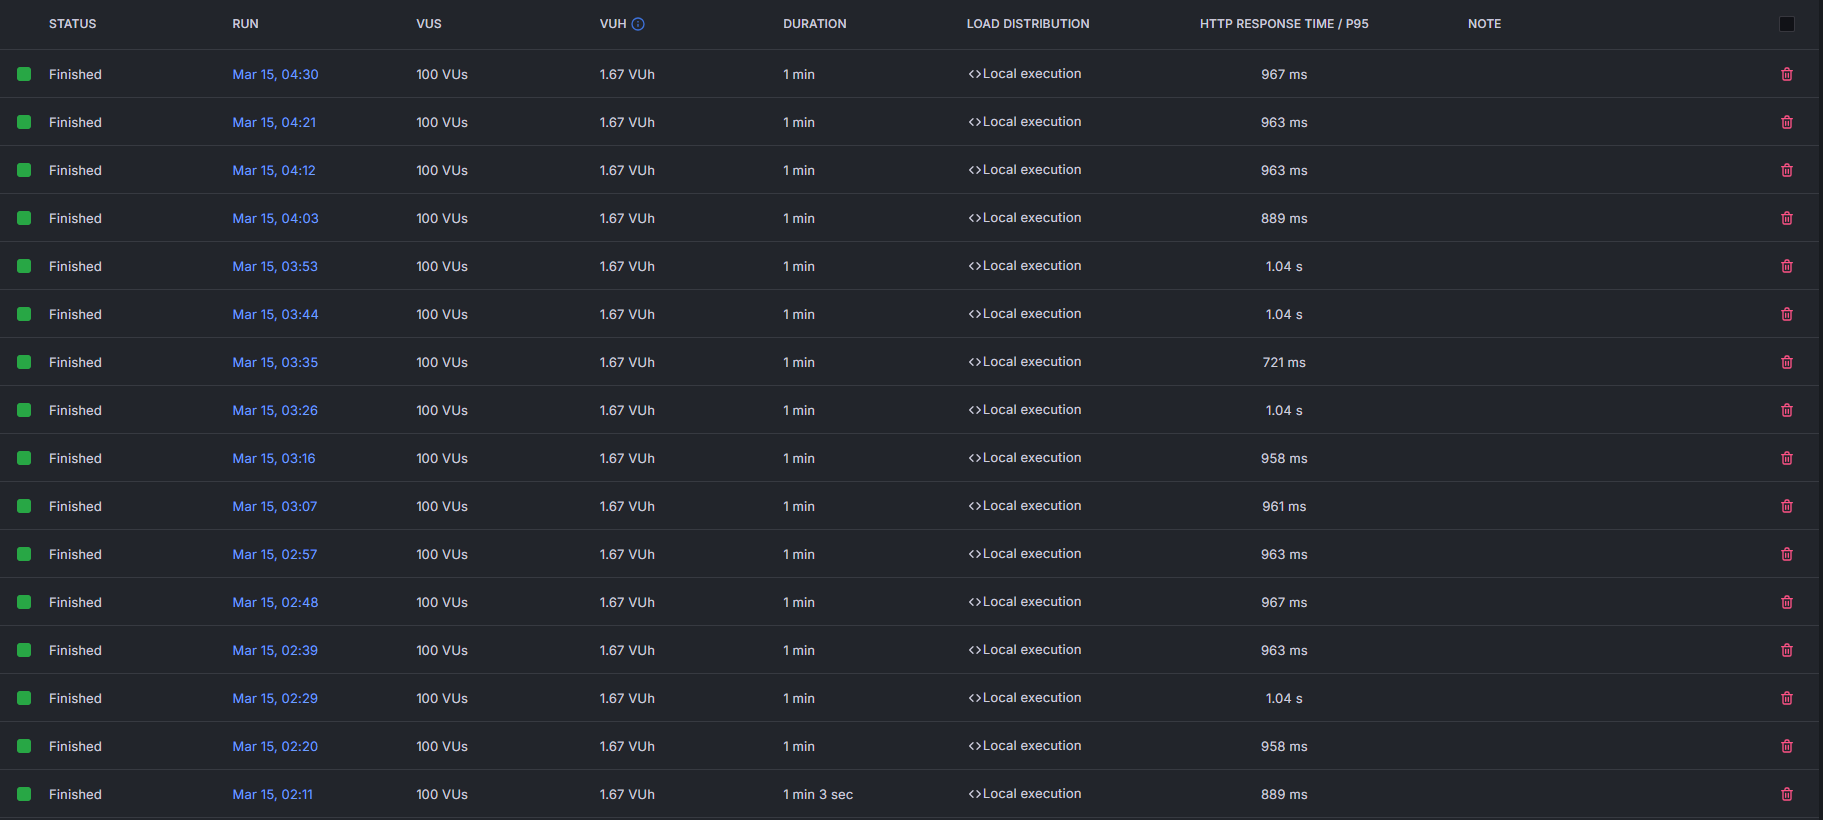 STATUS RUN VUS VUH DURATION LOAD DISTRIBUTION HTTP RESPONSE TIME / P95 NOTE
Finished Mar 15, 04:30 100 VUs 1.67 VUh 1 min Local execution 967 ms
Finished Mar 15, 04:21 100 VUs 1.67 VUh 1 min Local execution 963 ms
Finished Mar 15, 04:12 100 VUs 1.67 VUh 1 min Local execution 963 ms
Finished Mar 15, 04:03 100 VUs 1.67 VUh 1 min Local execution 889 ms
Finished Mar 15, 03:53 100 VUs 1.67 VUh 1 min Local execution 1.04 s
Finished Mar 15, 03:44 100 VUs 1.67 VUh 1 min Local execution 1.04 s
Finished Mar 15, 03:35 100 VUs 1.67 VUh 1 min Local execution 721 ms
Finished Mar 15, 03:26 100 VUs 1.67 VUh 1 min Local execution 1.04 s
Finished Mar 15, 03:16 100 VUs 1.67 VUh 1 min Local execution 958 ms
Finished Mar 15, 03:07 100 VUs 1.67 VUh 1 min Local execution 961 ms
Finished Mar 15, 02:57 100 VUs 1.67 VUh 1 min Local execution 963 ms
Finished Mar 15, 02:48 100 VUs 1.67 VUh 1 min Local execution 967 ms
Finished Mar 15, 02:39 100 VUs 1.67 VUh 1 min Local execution 963 ms
Finished Mar 15, 02:29 100 VUs 1.67 VUh 1 min Local execution 1.04 s
Finished Mar 15, 02:20 100 VUs 1.67 VUh 1 min Local execution 958 ms
Finished Mar 15, 02:11 100 VUs 1.67 VUh 1 min 3 sec Local execution 889 ms